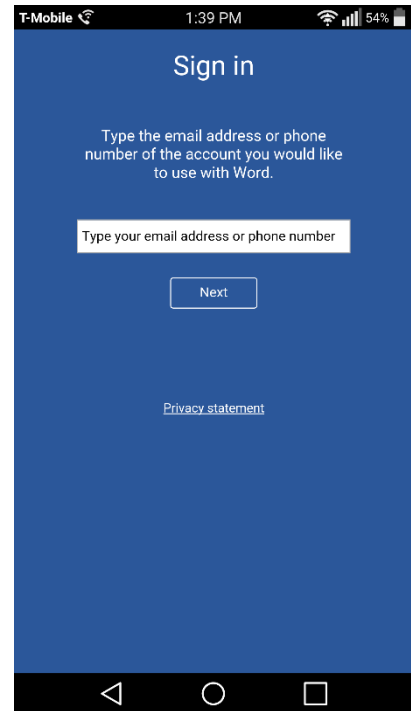 T-Mobile 1:39 PM 54%
Sign in
Type the email address or phone
number of the account you would like
to use with Word.
Type your email address or phone number
Next
Privacy statement